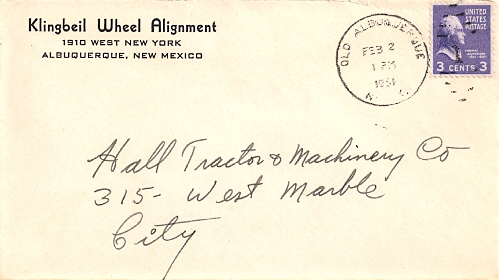 Klingbeil Wheel Alignment
1910 WEST NEW YORK
ALBUQUERQUE, NEW MEXICO
OLD ALBUQUERQUE
FEB 2
1 PM
1951
N.
UNITED STATES POSTAGE
3 CENTS 3
Hall Tractor & Machinery Co
315- West Marble
City